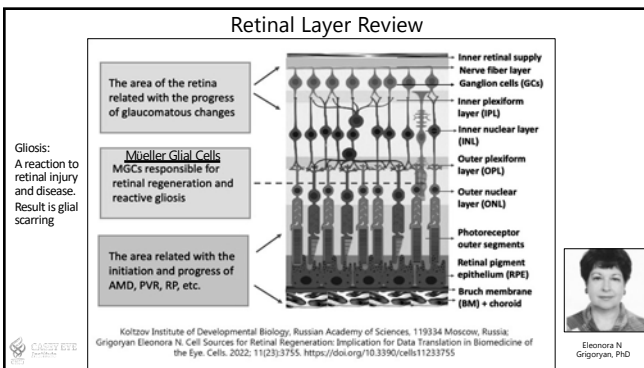 Retinal Layer Review
Gliosis:
A reaction to
retinal injury
and disease.
Result is glial
scarring
The area of the retina
related with the progress
of glaucomatous changes
Müeller Glial Cells
MGCs responsible for
retinal regeneration and
reactive gliosis
The area related with the
initiation and progress of
AMD, PVR, RP, etc.
Inner retinal supply
Nerve fiber layer
Ganglion cells (GCs)
Inner plexiform
layer (IPL)
Inner nuclear layer
(INL)
Outer plexiform
layer (OPL)
Outer nuclear
layer (ONL)
Photoreceptor
outer segments
Retinal pigment
epithelium (RPE)
Bruch membrane
(BM) + choroid
Koltzov Institute of Developmental Biology, Russian Academy of Sciences, 119334 Moscow, Russia;
Grigoryan Eleonora N. Cell Sources for Retinal Regeneration: Implication for Data Translation in Biomedicine of
the Eye. Cells. 2022; 11(23):3755. https://doi.org/10.3390/cells11233755
Eleonora N
Grigoryan, PhD
CASEY EYE